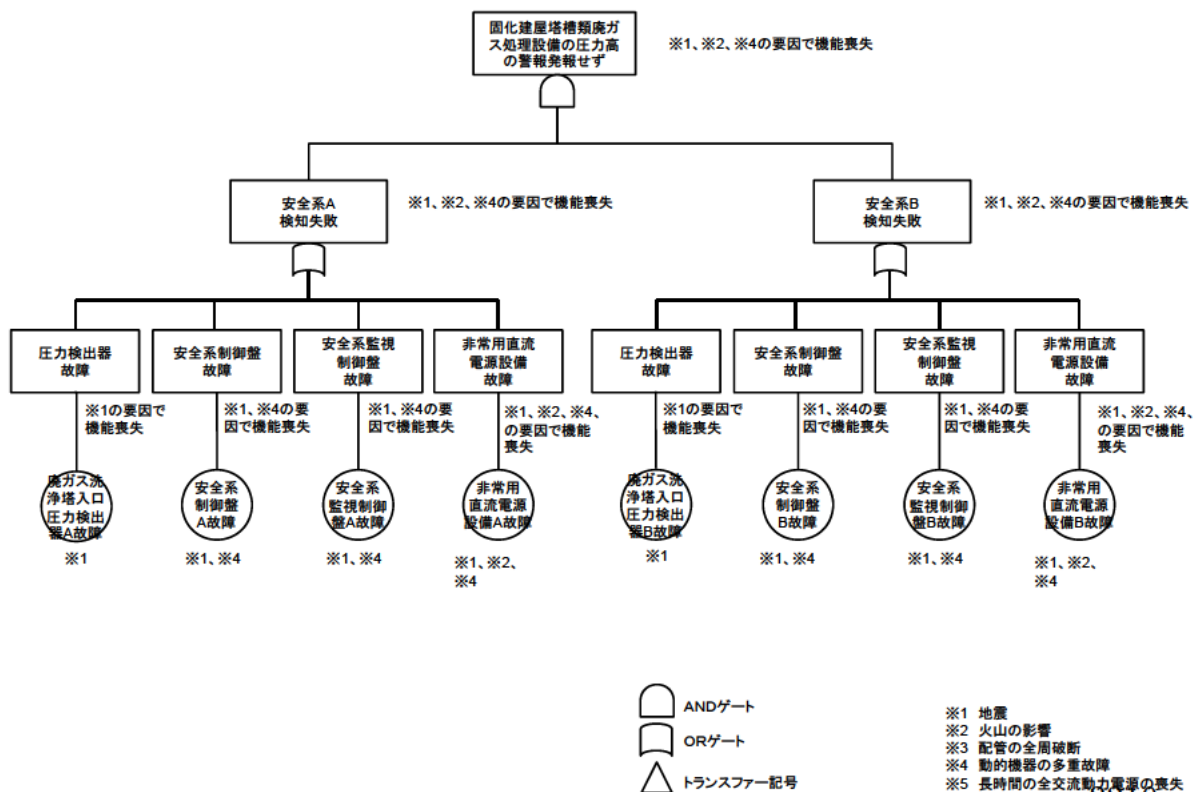 固化建屋塔槽類廃ガ
ス処理設備の圧力高
の警報発報せず
※1、※2、※4の要因で機能喪失
安全系A
検知失敗
※1、※2、※4の要因で機能喪失
安全系B
検知失敗
※1、※2、※4の要因で機能喪失
圧力検出器
故障
安全系制御盤
故障
安全系監視
制御盤
故障
非常用直流
電源設備
故障
圧力検出器
故障
安全系制御盤
故障
安全系監視
制御盤
故障
非常用直流
電源設備
故障
※1の要因で
機能喪失
※1、※4の要
因で機能喪失
※1、※4の要
因で機能喪失
※1、※2、※4、
の要因で機能
喪失
※1の要因で
機能喪失
※1、※4の要
因で機能喪失
※1、※4の要
因で機能喪失
※1、※2、※4、
の要因で機能
喪失
廃ガス洗
浄塔入口
圧力検出
器A故障
安全系
制御盤
A故障
安全系
監視制御
盤A故障
非常用
直流電源
設備A故障
廃ガス洗
浄塔入口
圧力検出
器B故障
安全系
制御盤
B故障
安全系
監視制御
盤B故障
非常用
直流電源
設備B故障
※1
※1、※4
※1、※4
※1、※2、
※4
※1
※1、※4
※1、※4
※1、※2、
※4
ANDゲート
ORゲート
トランスファー記号
※1 地震
※2 火山の影響
※3 配管の全周破断
※4 動的機器の多重故障
※5 長時間の全交流動力電源の喪失